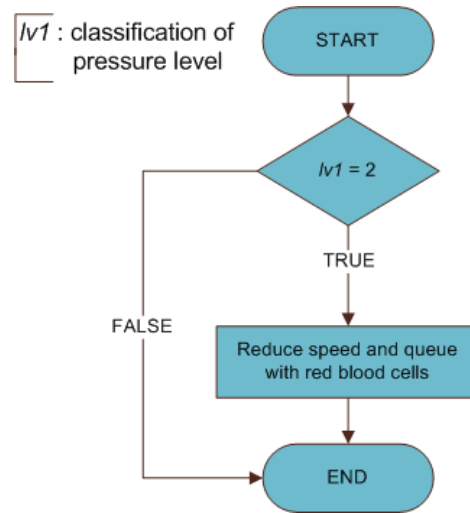 lv1 : classification of
pressure level
START
lv1 = 2
TRUE
FALSE
Reduce speed and queue
with red blood cells
END